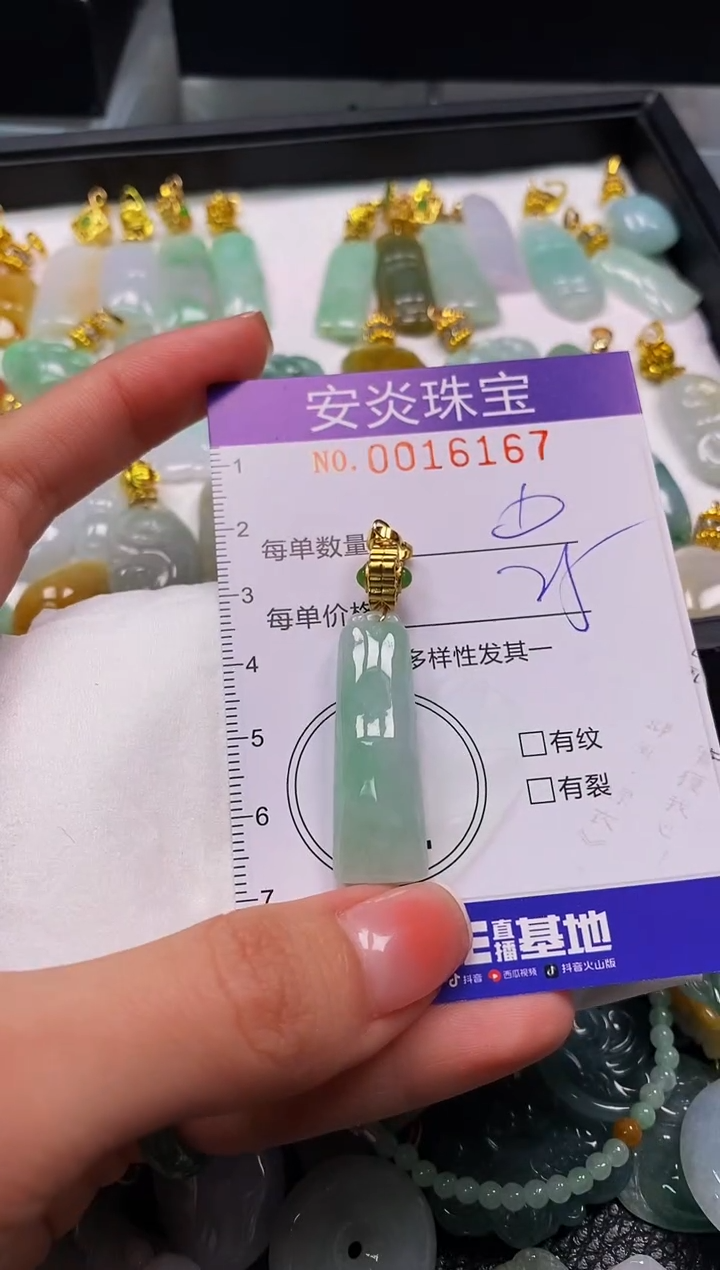 安炎珠宝
NO.0016167
1
2
每单数量
3
每单价格
4
多样性发其一
5
□有纹
□有裂
6
7
直播基地
抖音 西瓜视频 抖音火山版